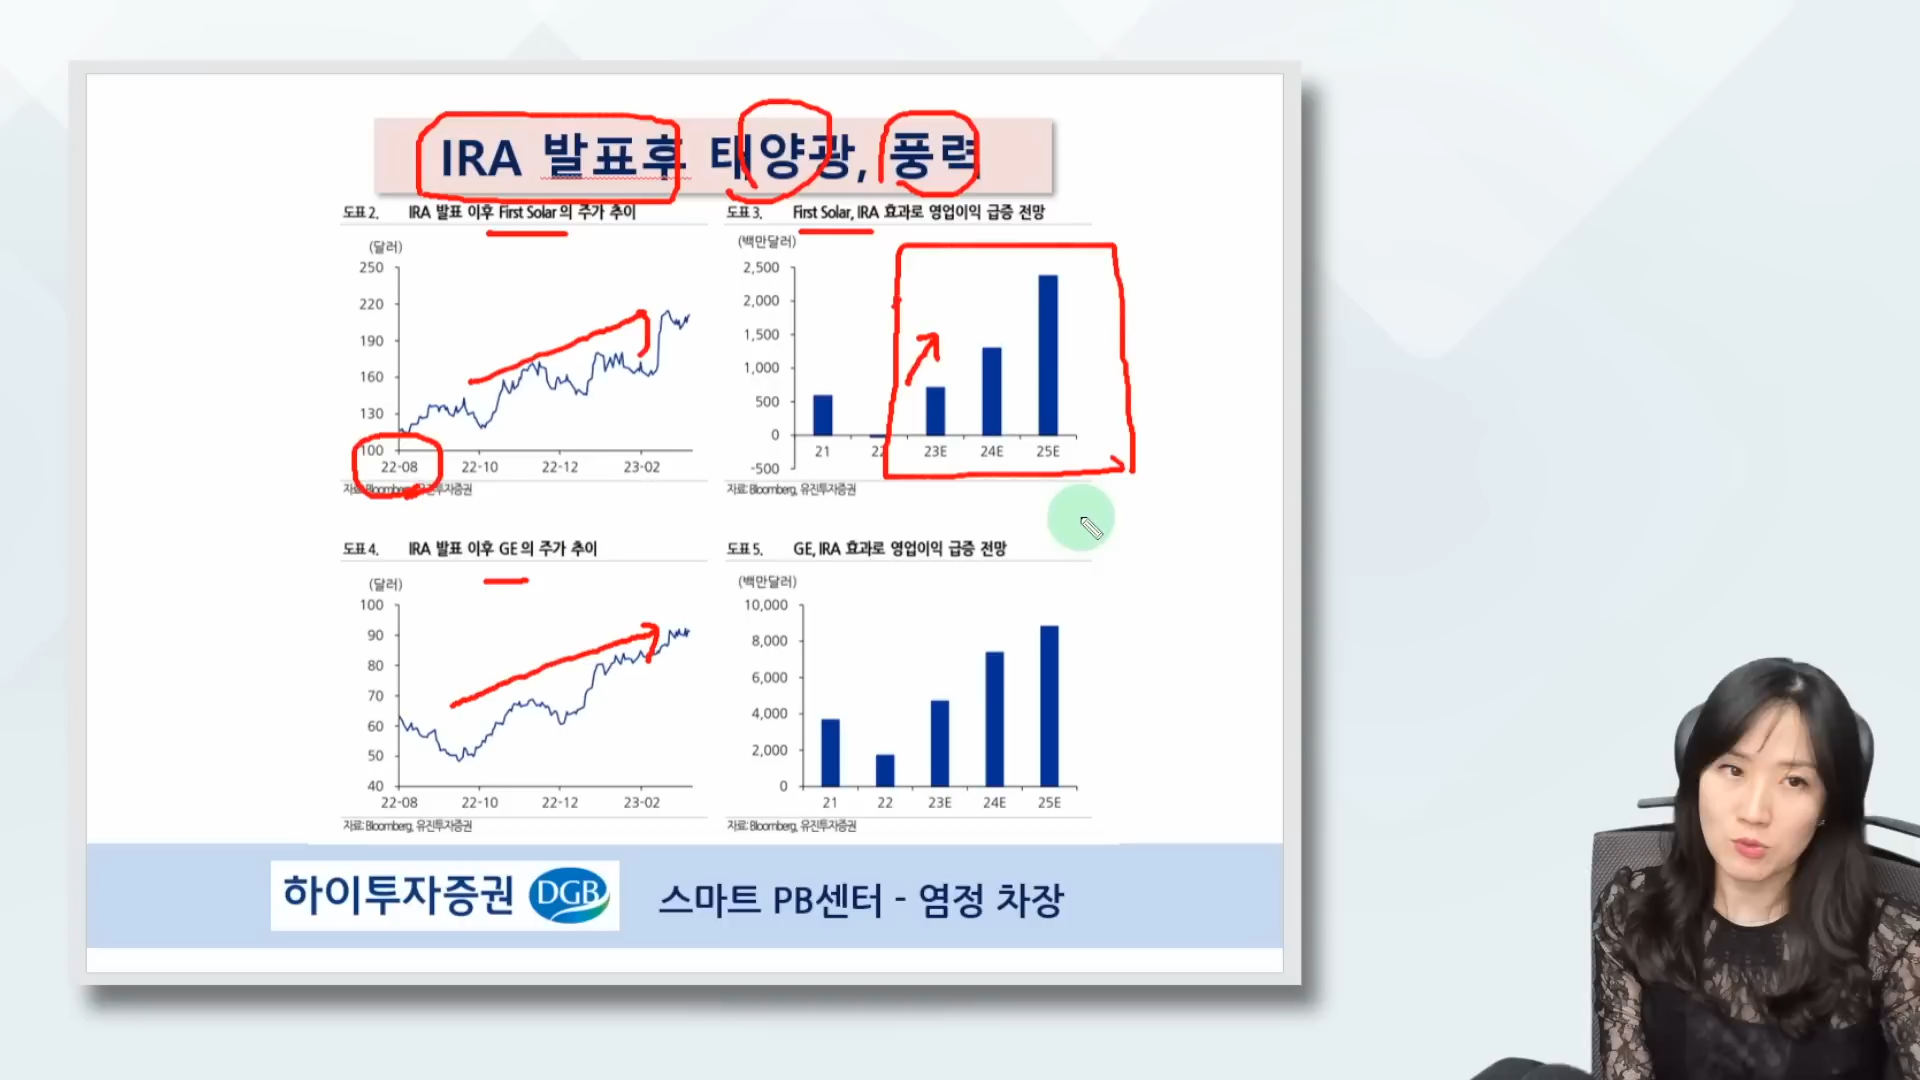 IRA 발표후 태양광, 풍력
도표 2. IRA 발표 이후 First Solar의 주가 추이
(달러)
250
220
190
160
130
100
22-08 22-10 22-12 23-02
자료: Bloomberg, 유진투자증권
도표 3. First Solar, IRA 효과로 영업이익 급증 전망
(백만달러)
2,500
2,000
1,500
1,000
500
0
-500
21 22 23E 24E 25E
자료: Bloomberg, 유진투자증권
도표 4. IRA 발표 이후 GE의 주가 추이
(달러)
100
90
80
70
60
50
40
22-08 22-10 22-12 23-02
자료: Bloomberg, 유진투자증권
도표 5. GE, IRA 효과로 영업이익 급증 전망
(백만달러)
10,000
8,000
6,000
4,000
2,000
0
21 22 23E 24E 25E
자료: Bloomberg, 유진투자증권
하이투자증권 DGB 스마트 PB센터 - 염정 차장